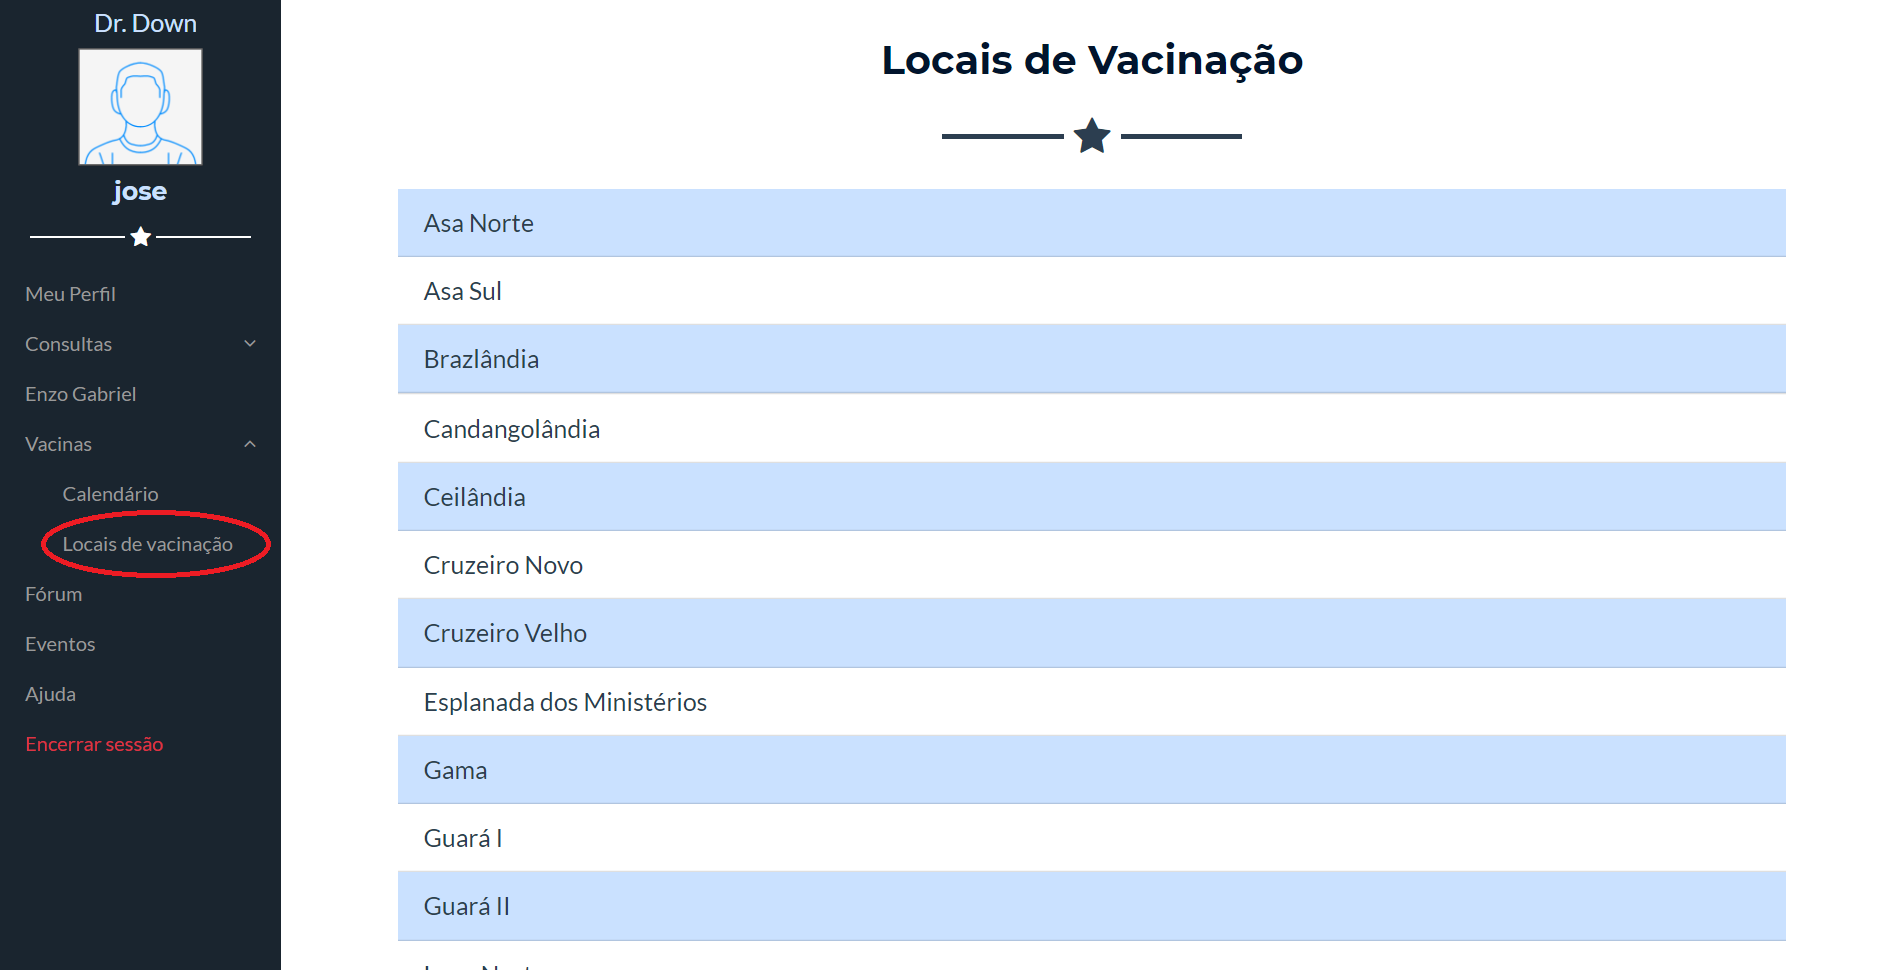 Dr. Down
jose
Meu Perfil
Consultas
Enzo Gabriel
Vacinas
Calendário
Locais de vacinação
Fórum
Eventos
Ajuda
Encerrar sessão
Locais de Vacinação
Asa Norte
Asa Sul
Brazlândia
Candangolândia
Ceilândia
Cruzeiro Novo
Cruzeiro Velho
Esplanada dos Ministérios
Gama
Guará I
Guará II